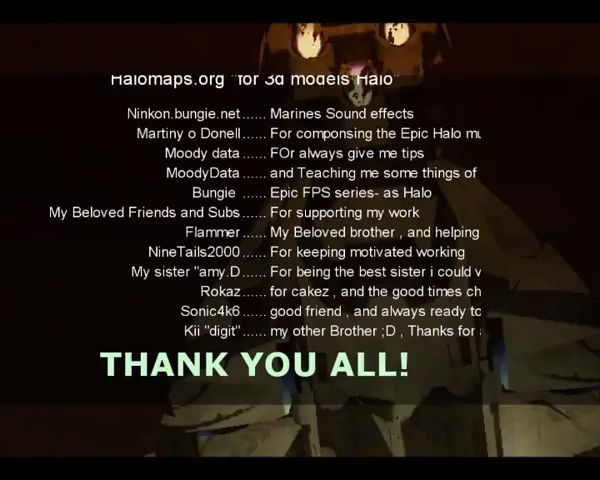 Halomaps.org "for 3d models Halo"
Ninkon.bungie.net...... Marines Sound effects
Martiny o Donell...... For componsing the Epic Halo
Moody data ...... FOr always give me tips
MoodyData ...... and Teaching me some things of
Bungie ...... Epic FPS series- as Halo
My Beloved Friends and Subs...... For supporting my work
Flammer...... My Beloved brother , and helping
NineTails2000 ...... For keeping motivated working
My sister "amy.D...... For being the best sister i could
Rokaz ...... for cakez , and the good times
Sonic4k6 ...... good friend , and always ready to
Kii "digit"...... my other Brother ;D , Thanks for
THANK YOU ALL!